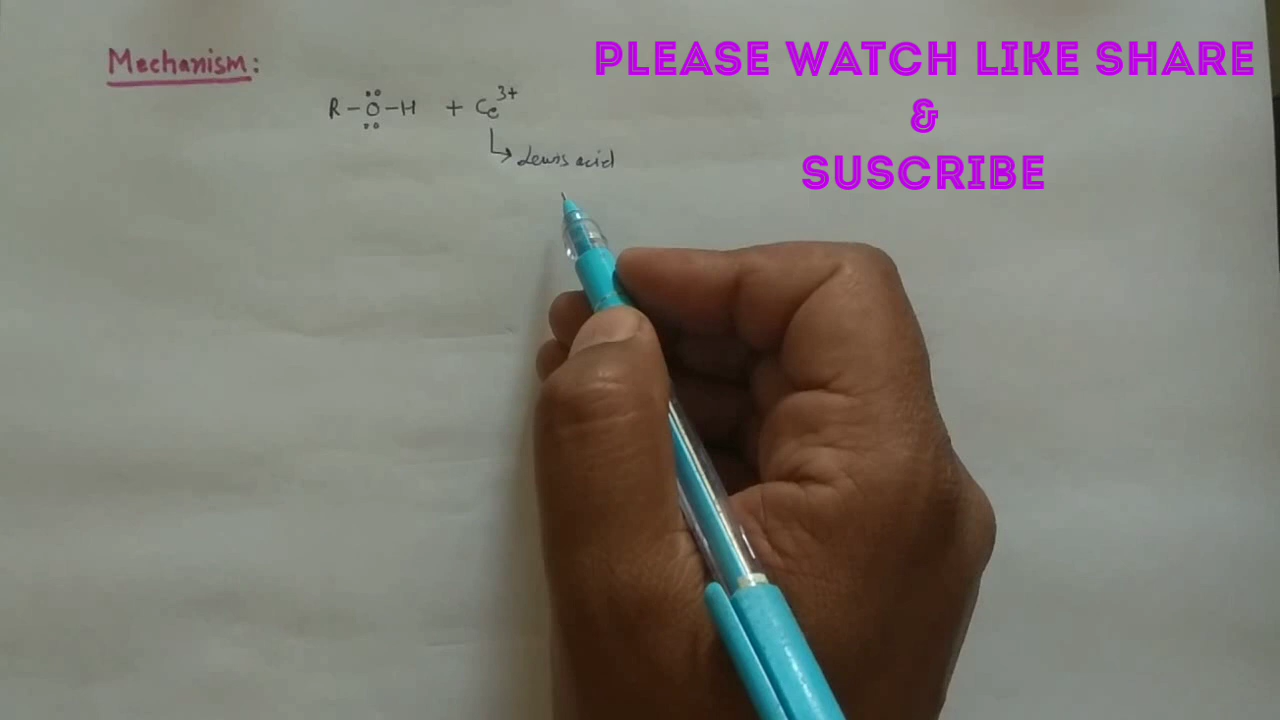 Mechanism:
R-O-H + Ce3+
Lewis acid
PLEASE WATCH LIKE SHARE
&
SUSCRIBE